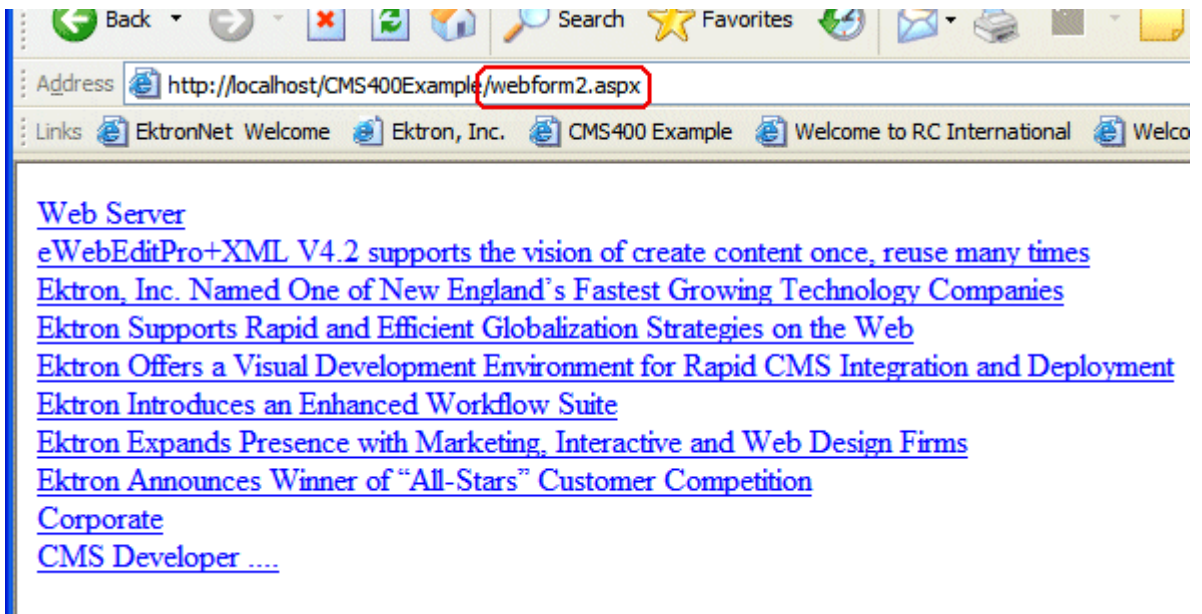 Back Search Favorites
Address http://localhost/CMS400Example/webform2.aspx
Links EktronNet Welcome Ektron, Inc. CMS400 Example Welcome to RC International Welco
Web Server
eWebEditPro+XML V4.2 supports the vision of create content once, reuse many times
Ektron, Inc. Named One of New England’s Fastest Growing Technology Companies
Ektron Supports Rapid and Efficient Globalization Strategies on the Web
Ektron Offers a Visual Development Environment for Rapid CMS Integration and Deployment
Ektron Introduces an Enhanced Workflow Suite
Ektron Expands Presence with Marketing, Interactive and Web Design Firms
Ektron Announces Winner of “All-Stars” Customer Competition
Corporate
CMS Developer ....